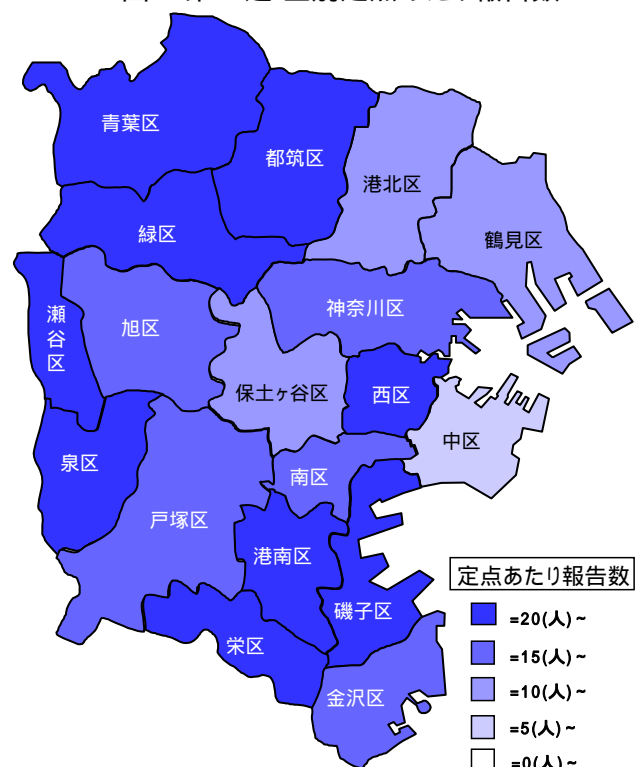 青葉区
都筑区
港北区
鶴見区
緑区
神奈川区
瀬谷区
旭区
保土ヶ谷区
西区
中区
泉区
南区
戸塚区
港南区
磯子区
栄区
金沢区
定点あたり報告数
=20(人)~
=15(人)~
=10(人)~
=5(人)~
=0(人)~